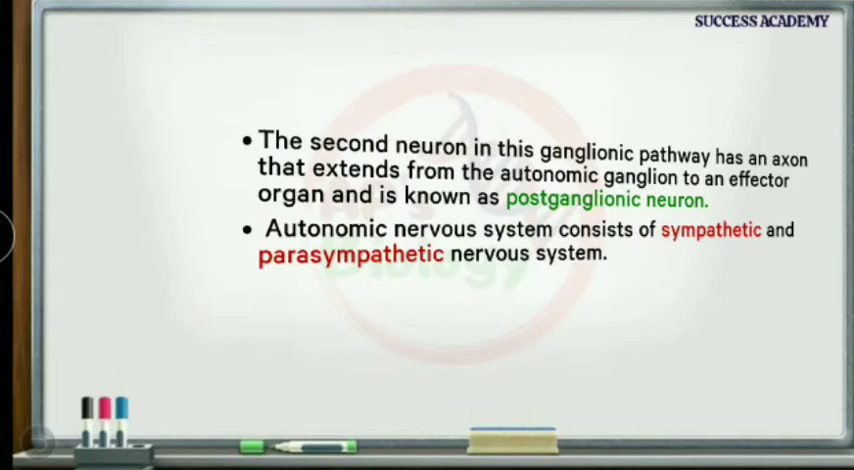 SUCCESS ACADEMY
• The second neuron in this ganglionic pathway has an axon
that extends from the autonomic ganglion to an effector
organ and is known as postganglionic neuron.
• Autonomic nervous system consists of sympathetic and
parasympathetic nervous system.
Biology